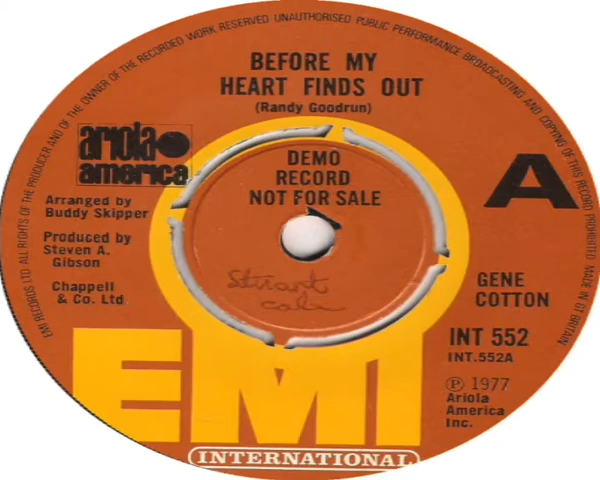 EMI RECORDS LTD ALL RIGHTS OF THE PRODUCER AND OF THE OWNER OF THE RECORDED WORK RESERVED UNAUTHORISED PUBLIC PERFORMANCE BROADCASTING AND COPYING OF THIS RECORD PROHIBITED MADE IN GT BRITAIN
BEFORE MY
HEART FINDS OUT
(Randy Goodrun)
ariola
america
DEMO
RECORD
NOT FOR SALE
A
Arranged by
Buddy Skipper
Produced by
Steven A.
Gibson
Chappell
& Co. Ltd.
Stuart
GENE
COTTON
INT 552
INT.552A
℗ 1977
Ariola
America
Inc.
EMI
INTERNATIONAL